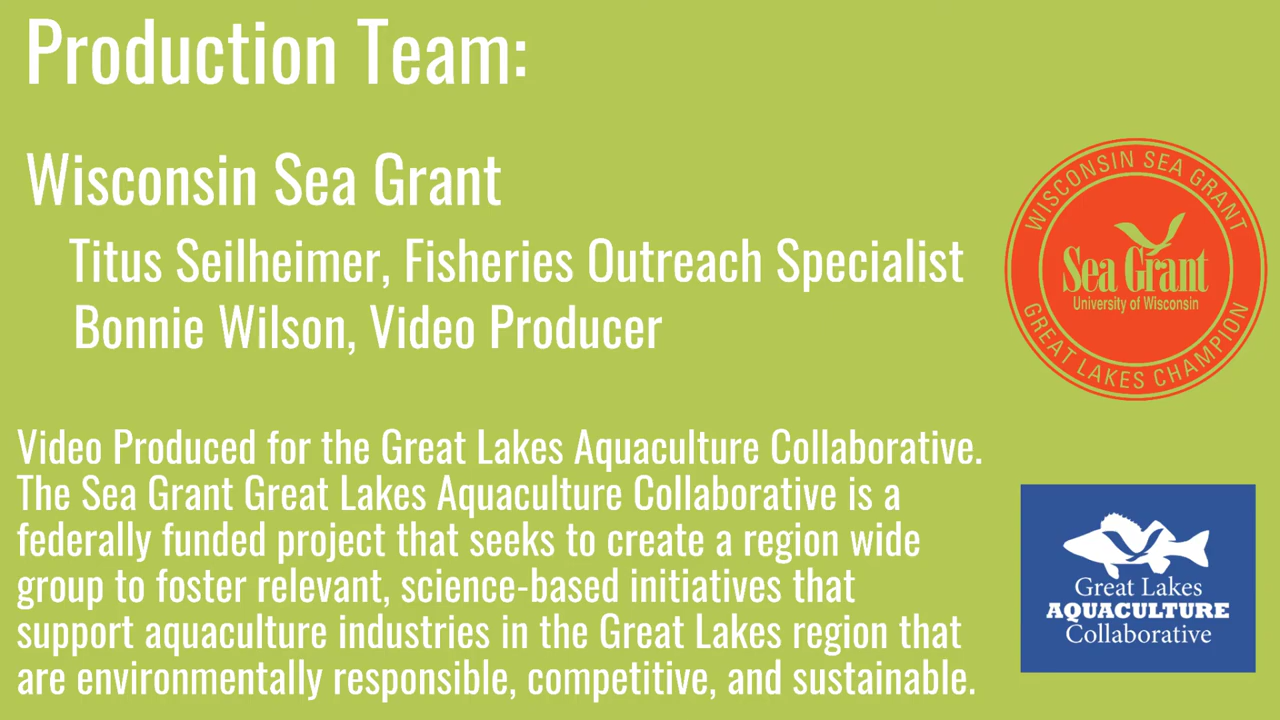 Production Team:
Wisconsin Sea Grant
Titus Seilheimer, Fisheries Outreach Specialist
Bonnie Wilson, Video Producer
WISCONSIN SEA GRANT
Sea Grant
University of Wisconsin
GREAT LAKES CHAMPION
Video Produced for the Great Lakes Aquaculture Collaborative.
The Sea Grant Great Lakes Aquaculture Collaborative is a
federally funded project that seeks to create a region wide
group to foster relevant, science-based initiatives that
support aquaculture industries in the Great Lakes region that
are environmentally responsible, competitive, and sustainable.
Great Lakes
AQUACULTURE
Collaborative